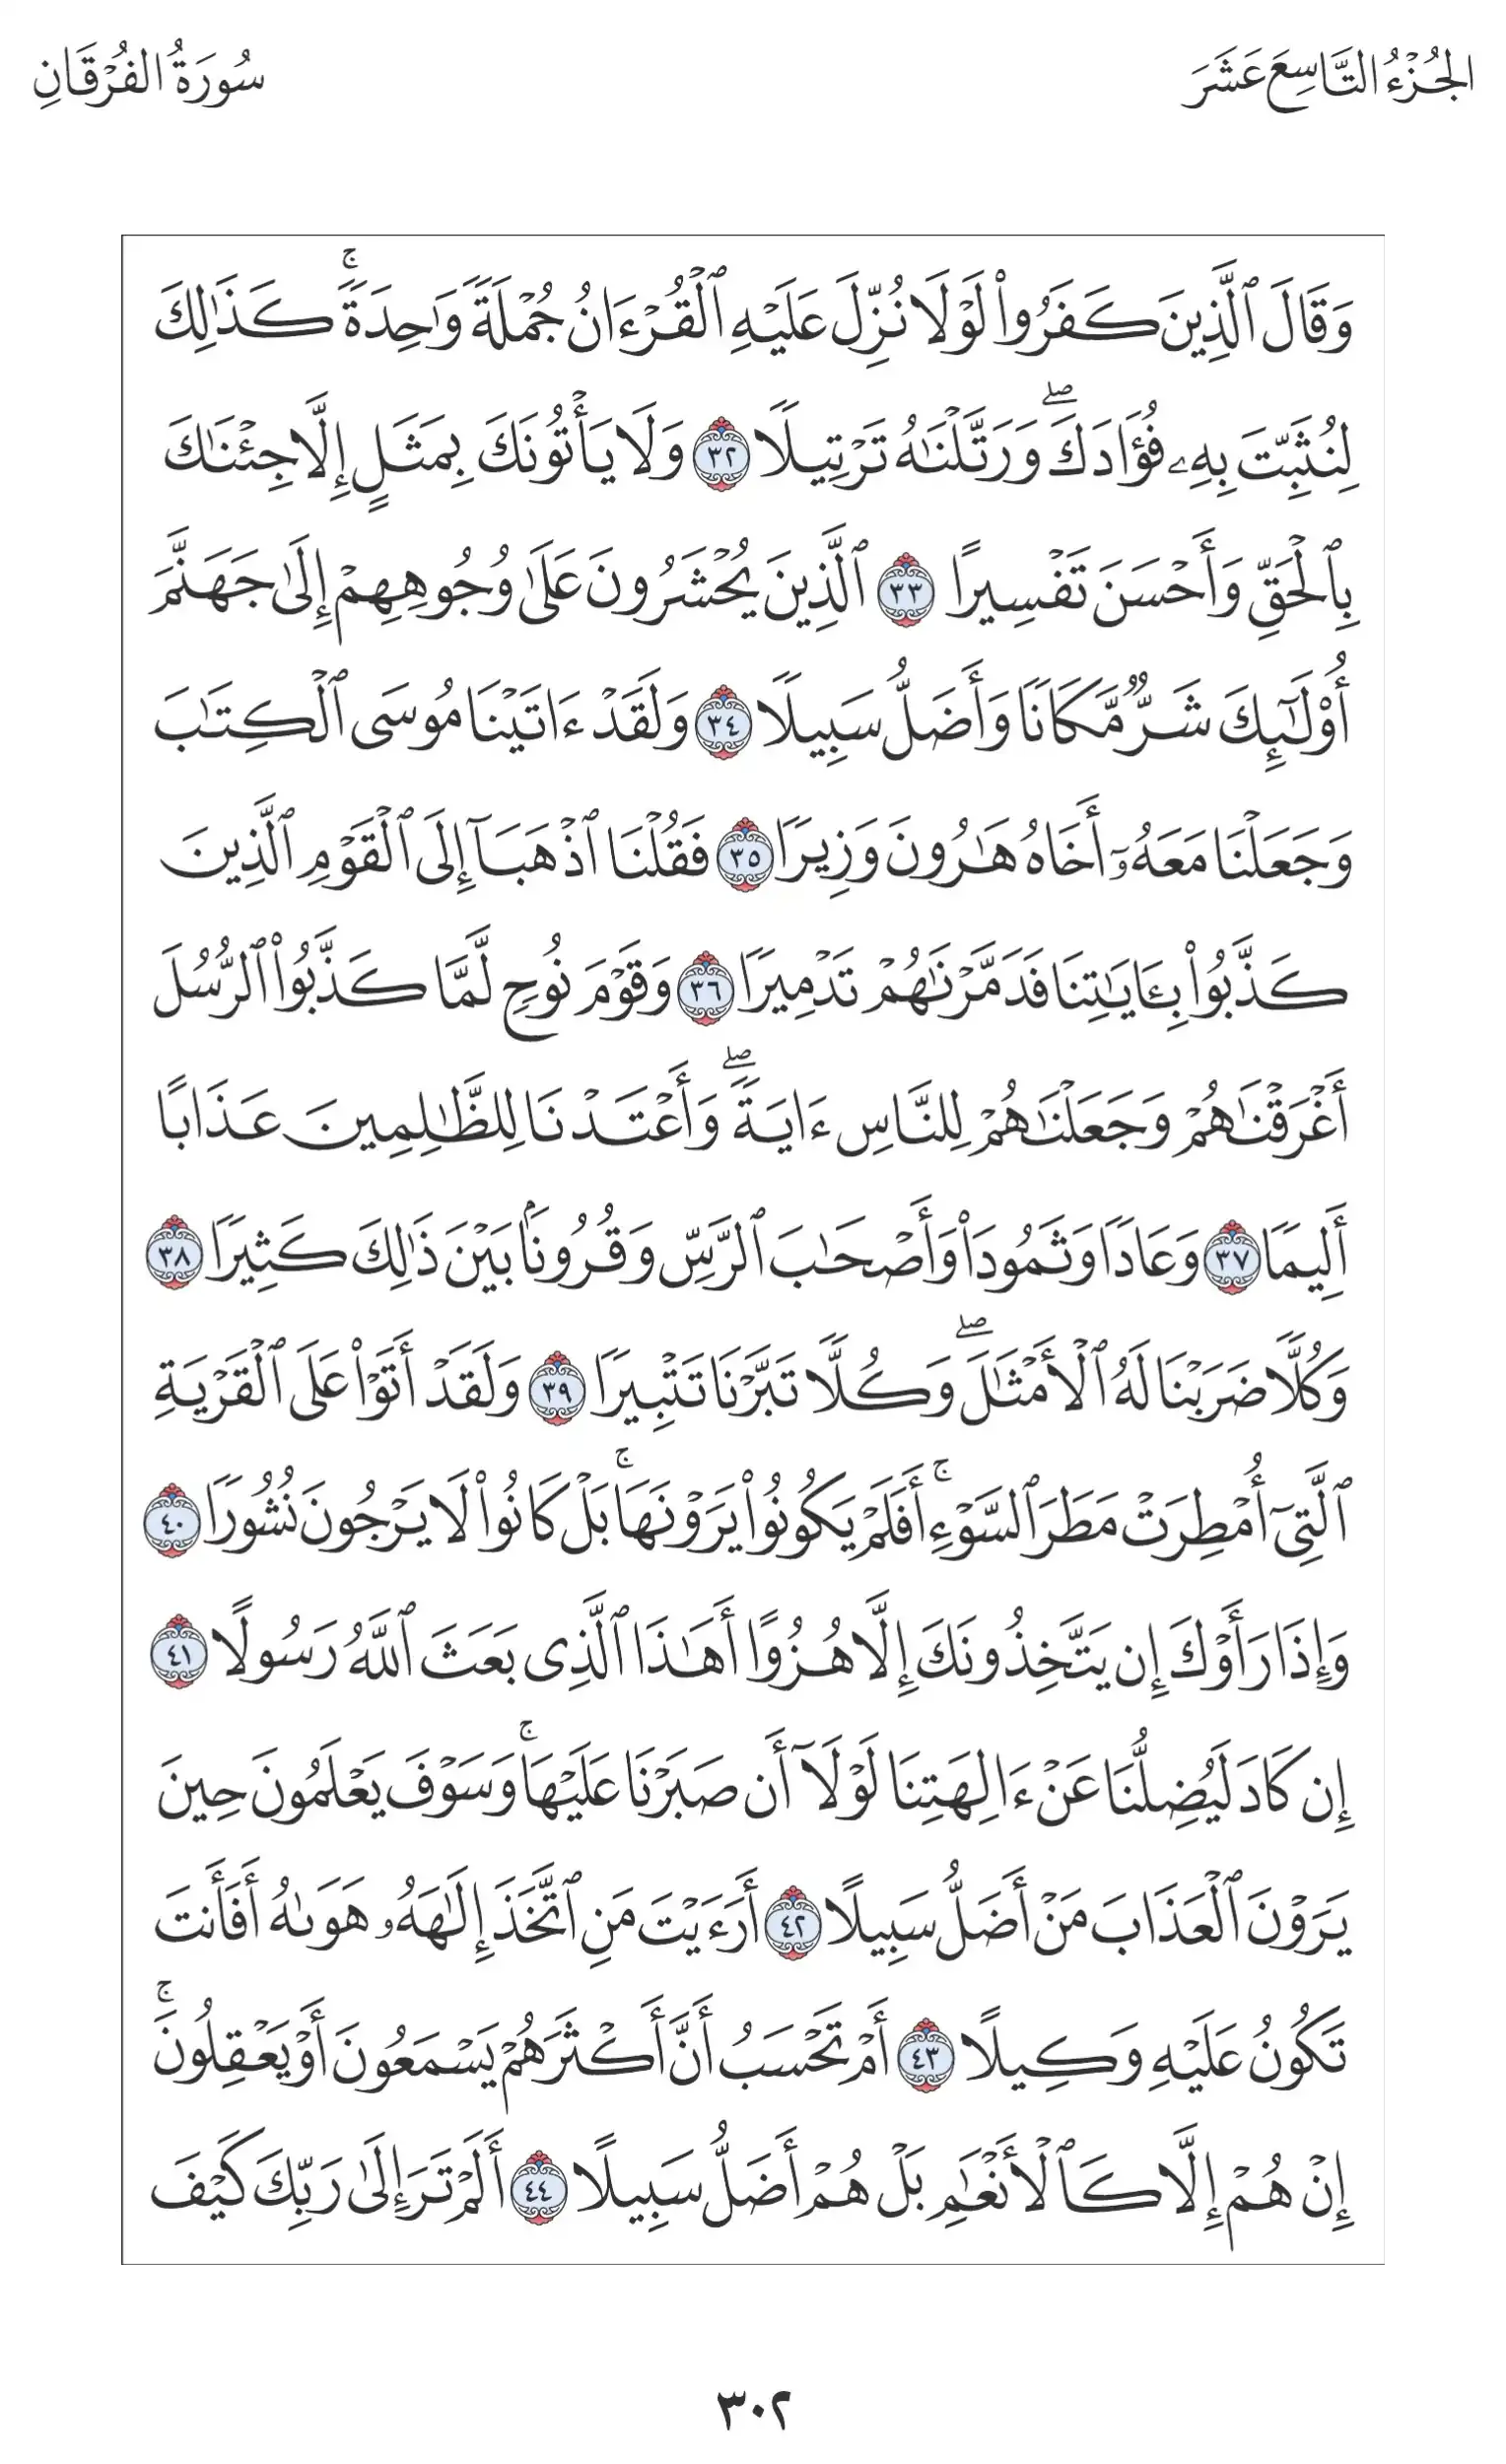 الجُزْءُ التَّاسِعَ عَشَرَ
سُورَةُ الفُرْقَانِ
وَقَالَ ٱلَّذِينَ كَفَرُواْ لَوْلَا نُزِّلَ عَلَيْهِ ٱلْقُرْءَانُ جُمْلَةً وَٰحِدَةً ۚ كَذَٰلِكَ
لِنُثَبِّتَ بِهِۦ فُؤَادَكَ ۖ وَرَتَّلْنَٰهُ تَرْتِيلًا ٣٢ وَلَا يَأْتُونَكَ بِمَثَلٍ إِلَّا جِئْنَٰكَ
بِٱلْحَقِّ وَأَحْسَنَ تَفْسِيرًا ٣٣ ٱلَّذِينَ يُحْشَرُونَ عَلَىٰ وُجُوهِهِمْ إِلَىٰ جَهَنَّمَ
أُوْلَٰٓئِكَ شَرٌّ مَّكَانًا وَأَضَلُّ سَبِيلًا ٣٤ وَلَقَدْ ءَاتَيْنَا مُوسَى ٱلْكِتَٰبَ
وَجَعَلْنَا مَعَهُۥٓ أَخَاهُ هَٰرُونَ وَزِيرًا ٣٥ فَقُلْنَا ٱذْهَبَآ إِلَى ٱلْقَوْمِ ٱلَّذِينَ
كَذَّبُواْ بِـَٔايَٰتِنَا فَدَمَّرْنَٰهُمْ تَدْمِيرًا ٣٦ وَقَوْمَ نُوحٍ لَّمَّا كَذَّبُواْ ٱلرُّسُلَ
أَغْرَقْنَٰهُمْ وَجَعَلْنَٰهُمْ لِلنَّاسِ ءَايَةً ۖ وَأَعْتَدْنَا لِلظَّٰلِمِينَ عَذَابًا
أَلِيمًا ٣٧ وَعَادًا وَثَمُودَاْ وَأَصْحَٰبَ ٱلرَّسِّ وَقُرُونَۢا بَيْنَ ذَٰلِكَ كَثِيرًا ٣٨
وَكُلًّا ضَرَبْنَا لَهُ ٱلْأَمْثَٰلَ ۖ وَكُلًّا تَبَّرْنَا تَتْبِيرًا ٣٩ وَلَقَدْ أَتَوْاْ عَلَى ٱلْقَرْيَةِ
ٱلَّتِىٓ أُمْطِرَتْ مَطَرَ ٱلسَّوْءِ ۚ أَفَلَمْ يَكُونُواْ يَرَوْنَهَا ۚ بَلْ كَانُواْ لَا يَرْجُونَ نُشُورًا ٤٠
وَإِذَا رَأَوْكَ إِن يَتَّخِذُونَكَ إِلَّا هُزُوًا أَهَٰذَا ٱلَّذِى بَعَثَ ٱللَّهُ رَسُولًا ٤١
إِن كَادَ لَيُضِلُّنَا عَنْ ءَالِهَتِنَا لَوْلَآ أَن صَبَرْنَا عَلَيْهَا ۚ وَسَوْفَ يَعْلَمُونَ حِينَ
يَرَوْنَ ٱلْعَذَابَ مَنْ أَضَلُّ سَبِيلًا ٤٢ أَرَءَيْتَ مَنِ ٱتَّخَذَ إِلَٰهَهُۥ هَوَىٰهُ أَفَأَنتَ
تَكُونُ عَلَيْهِ وَكِيلًا ٤٣ أَمْ تَحْسَبُ أَنَّ أَكْثَرَهُمْ يَسْمَعُونَ أَوْ يَعْقِلُونَ ۚ
إِنْ هُمْ إِلَّا كَٱلْأَنْعَٰمِ بَلْ هُمْ أَضَلُّ سَبِيلًا ٤٤ أَلَمْ تَرَ إِلَىٰ رَبِّكَ كَيْفَ
٣٠٢